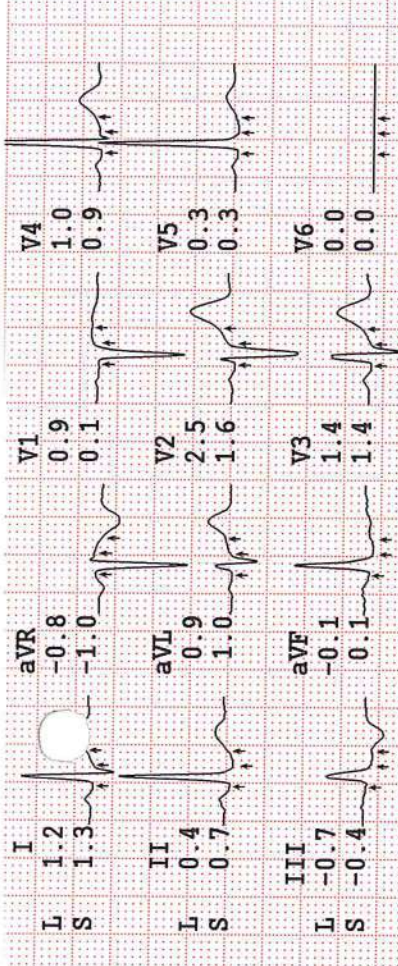 I aVR V1 V4
L 1.2 -0.8 0.9 1.0
S 1.3 -1.0 0.1 0.9
II aVL V2 V5
L 0.4 0.9 2.5 0.3
S 0.7 1.0 1.6 0.3
III aVF V3 V6
L -0.7 -0.1 1.4 0.0
S -0.4 0.1 1.4 0.0